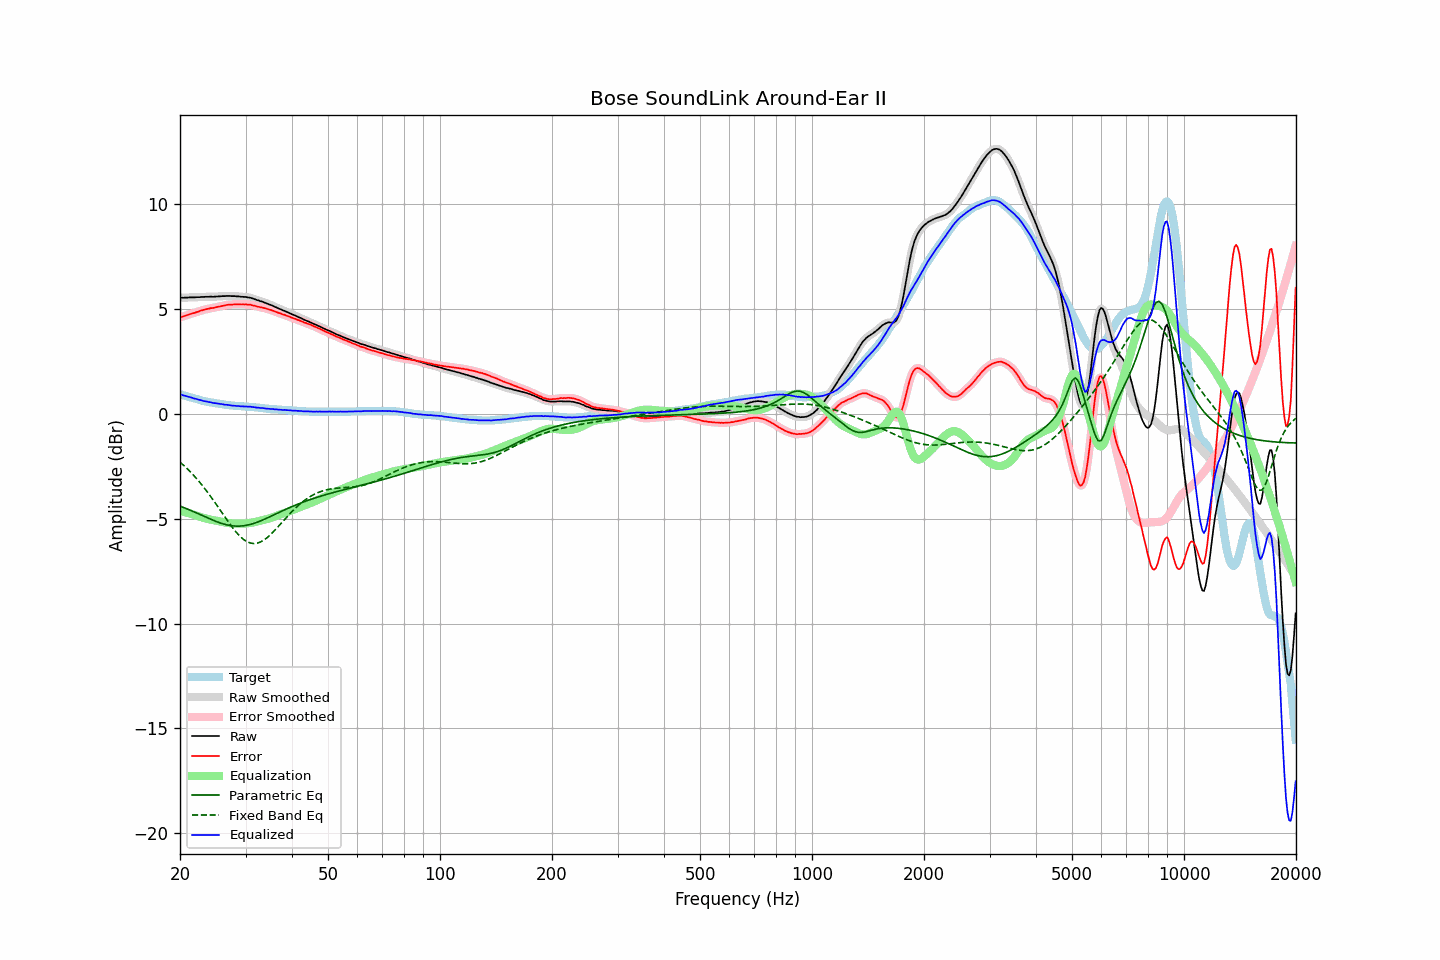 Bose SoundLink Around-Ear II
Amplitude (dBr)
10
5
0
−5
−10
−15
−20
Target
Raw Smoothed
Error Smoothed
Raw
Error
Equalization
Parametric Eq
Fixed Band Eq
Equalized
20 50 100 200 500 1000 2000 5000 10000 20000
Frequency (Hz)